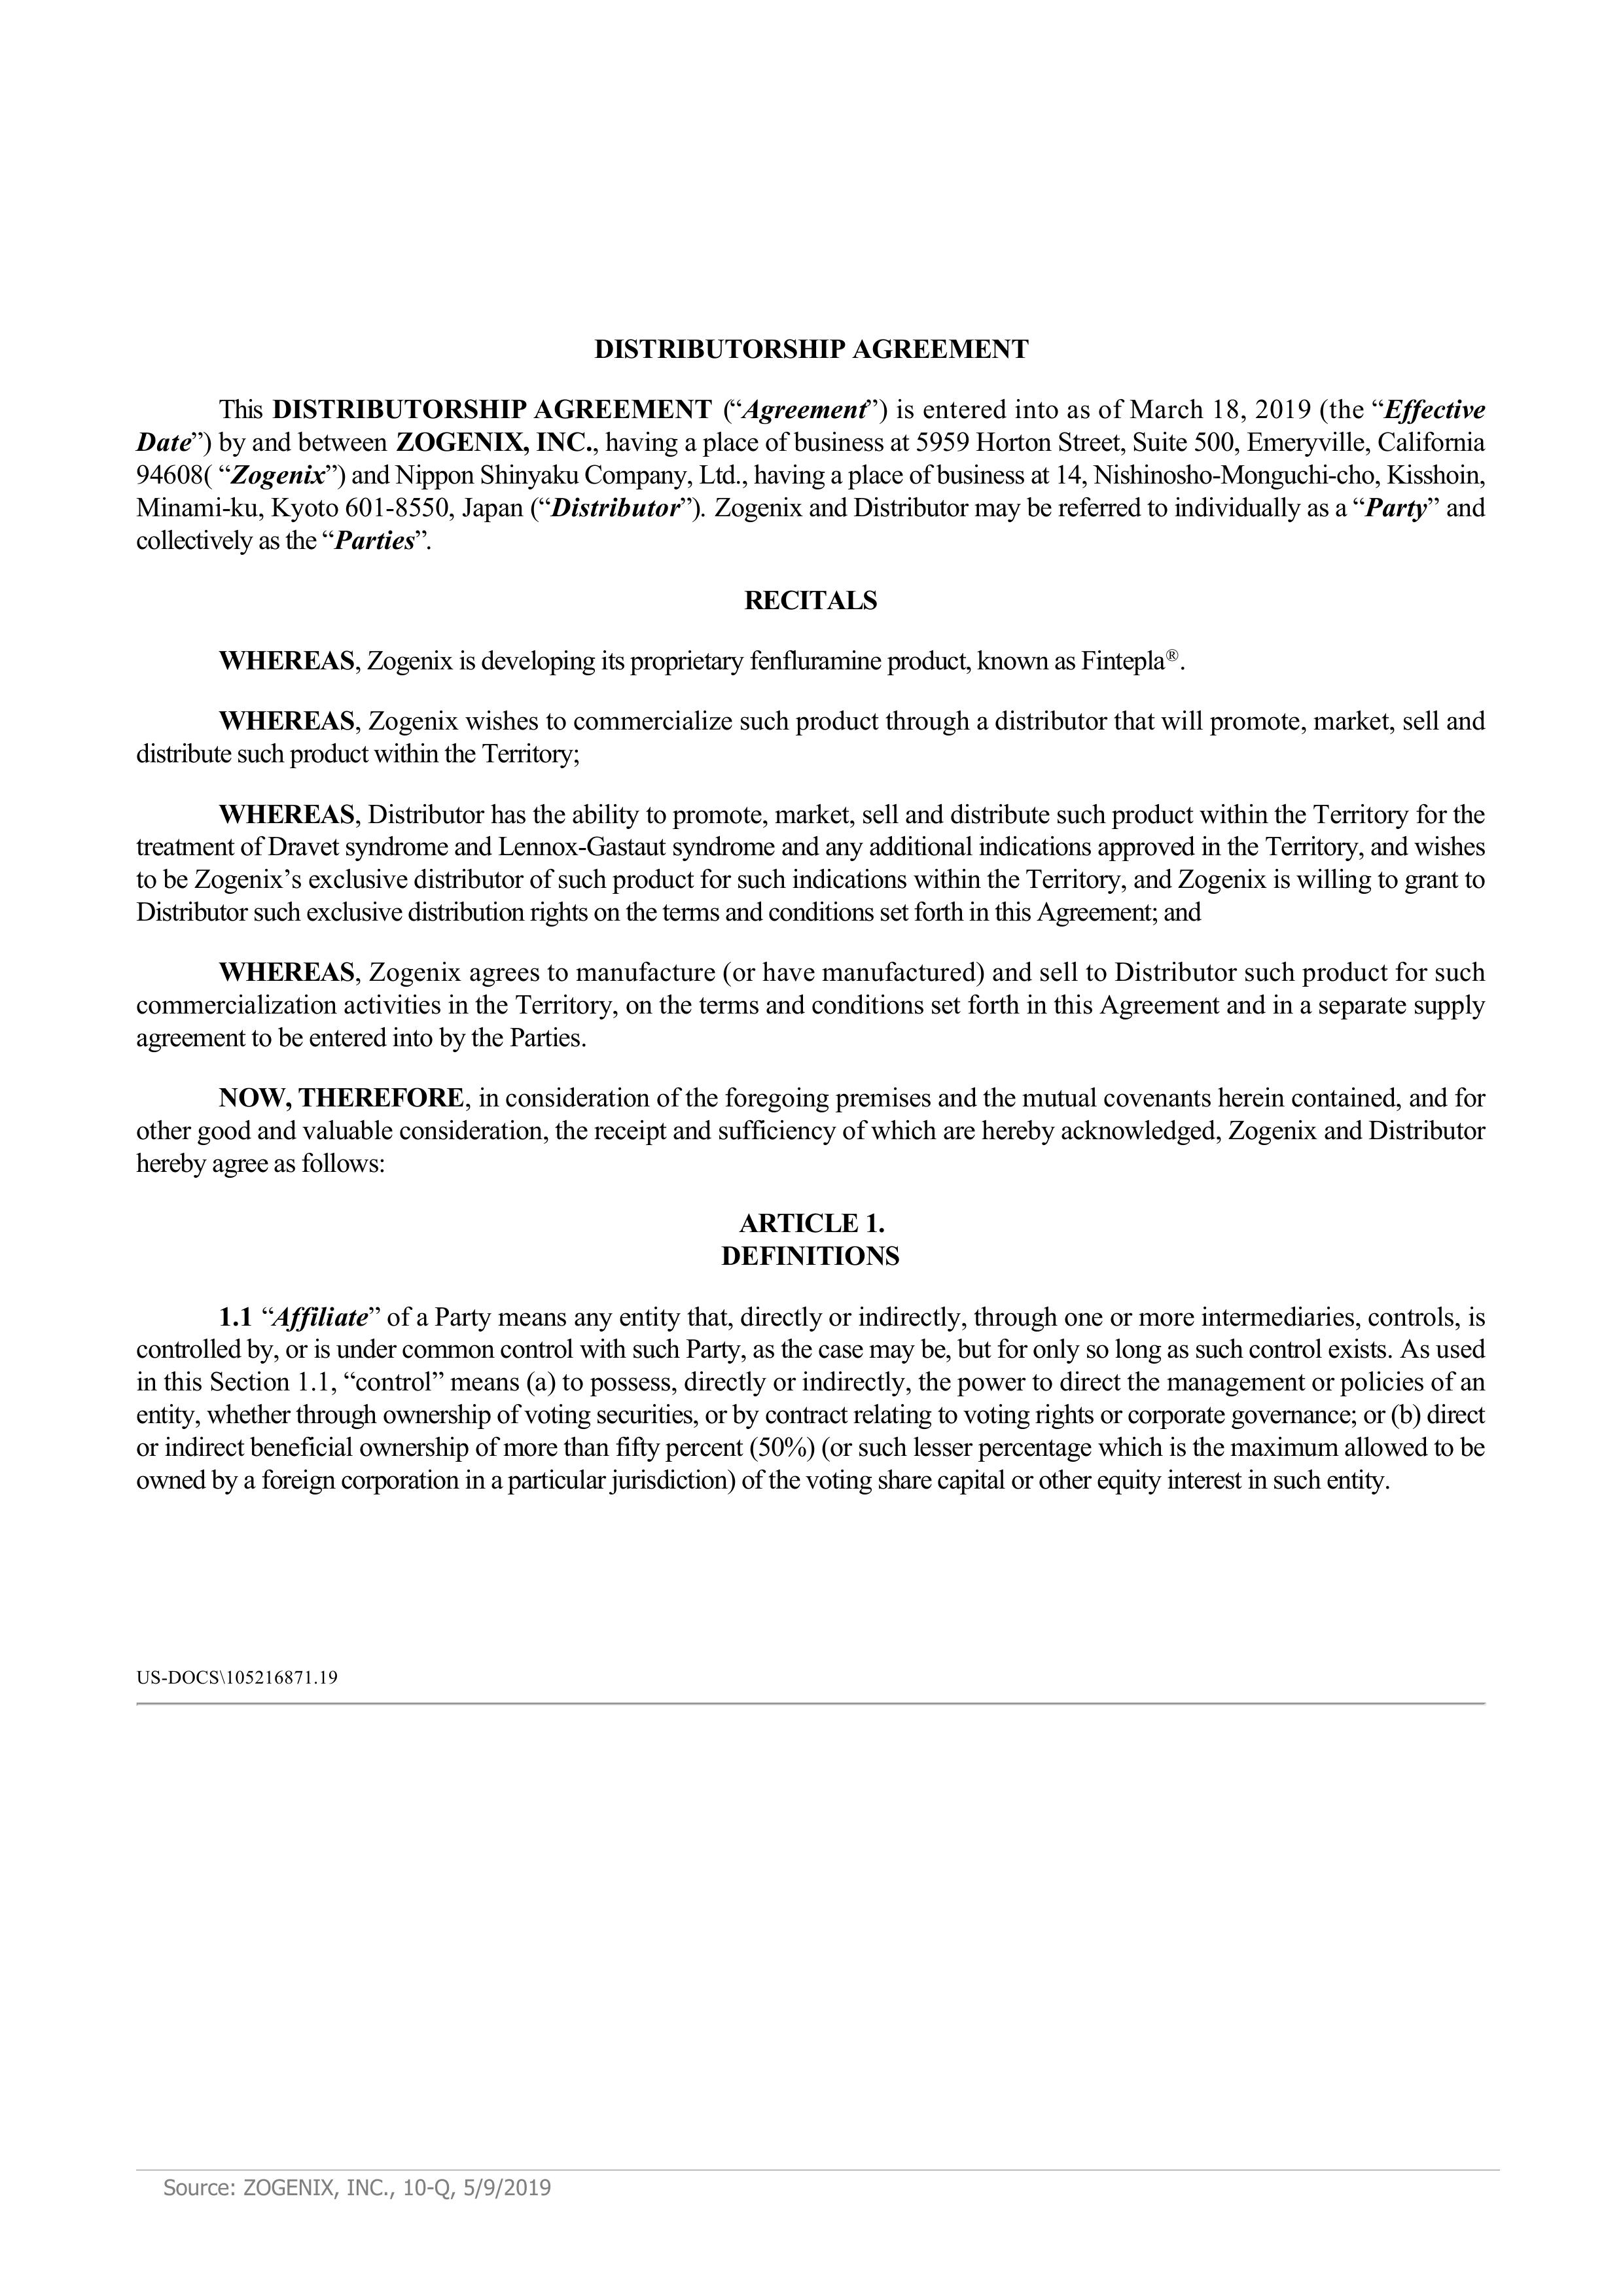 DISTRIBUTORSHIP AGREEMENT
This DISTRIBUTORSHIP AGREEMENT (“Agreement”) is entered into as of March 18, 2019 (the “Effective
Date”) by and between ZOGENIX, INC., having a place of business at 5959 Horton Street, Suite 500, Emeryville, California
94608( “Zogenix”) and Nippon Shinyaku Company, Ltd., having a place of business at 14, Nishinosho-Monguchi-cho, Kisshoin,
Minami-ku, Kyoto 601-8550, Japan (“Distributor”). Zogenix and Distributor may be referred to individually as a “Party” and
collectively as the “Parties”.
RECITALS
WHEREAS, Zogenix is developing its proprietary fenfluramine product, known as Fintepla®.
WHEREAS, Zogenix wishes to commercialize such product through a distributor that will promote, market, sell and
distribute such product within the Territory;
WHEREAS, Distributor has the ability to promote, market, sell and distribute such product within the Territory for the
treatment of Dravet syndrome and Lennox-Gastaut syndrome and any additional indications approved in the Territory, and wishes
to be Zogenix’s exclusive distributor of such product for such indications within the Territory, and Zogenix is willing to grant to
Distributor such exclusive distribution rights on the terms and conditions set forth in this Agreement; and
WHEREAS, Zogenix agrees to manufacture (or have manufactured) and sell to Distributor such product for such
commercialization activities in the Territory, on the terms and conditions set forth in this Agreement and in a separate supply
agreement to be entered into by the Parties.
NOW, THEREFORE, in consideration of the foregoing premises and the mutual covenants herein contained, and for
other good and valuable consideration, the receipt and sufficiency of which are hereby acknowledged, Zogenix and Distributor
hereby agree as follows:
ARTICLE 1.
DEFINITIONS
1.1 “Affiliate” of a Party means any entity that, directly or indirectly, through one or more intermediaries, controls, is
controlled by, or is under common control with such Party, as the case may be, but for only so long as such control exists. As used
in this Section 1.1, “control” means (a) to possess, directly or indirectly, the power to direct the management or policies of an
entity, whether through ownership of voting securities, or by contract relating to voting rights or corporate governance; or (b) direct
or indirect beneficial ownership of more than fifty percent (50%) (or such lesser percentage which is the maximum allowed to be
owned by a foreign corporation in a particular jurisdiction) of the voting share capital or other equity interest in such entity.
US-DOCS\105216871.19
Source: ZOGENIX, INC., 10-Q, 5/9/2019